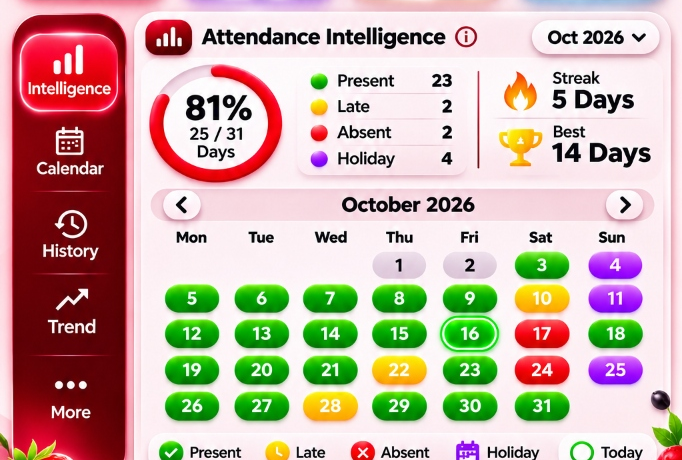 Attendance Intelligence
Oct 2026
Intelligence
Calendar
History
Trend
More
81%
25 / 31
Days
Present 23
Late 2
Absent 2
Holiday 4
Streak
5 Days
Best
14 Days
October 2026
Mon Tue Wed Thu Fri Sat Sun
1 2 3 4
5 6 7 8 9 10 11
12 13 14 15 16 17 18
19 20 21 22 23 24 25
26 27 28 29 30 31
Present Late Absent Holiday Today